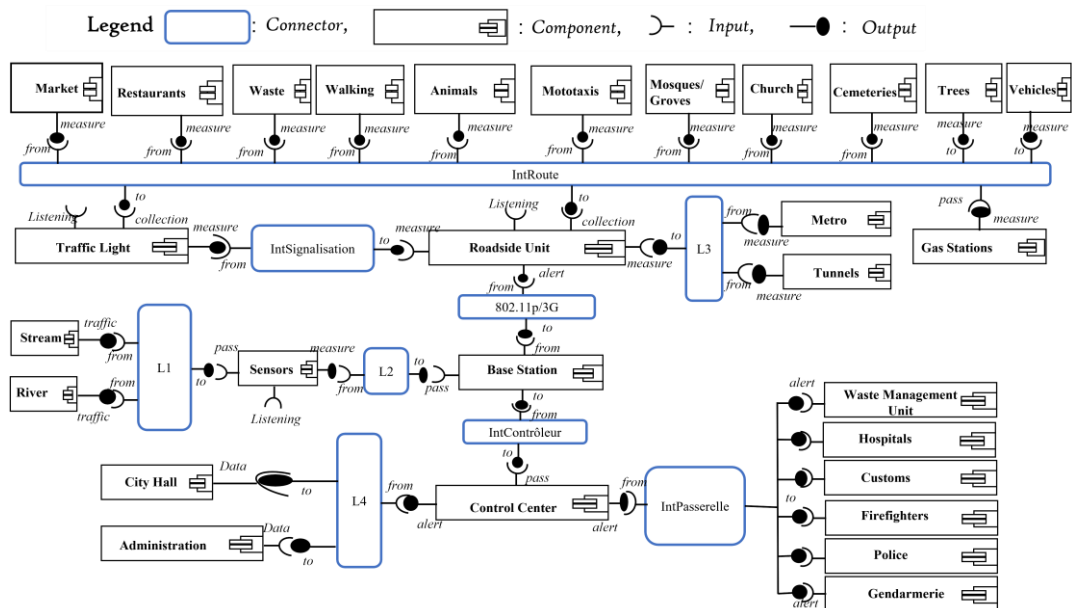 Legend : Connector, : Component, : Input, : Output
Market Restaurants Waste Walking Animals Mototaxis Mosques/ Groves Church Cemeteries Trees Vehicles
measure measure measure measure measure measure measure measure measure measure measure
from from from from from from from from from to to
IntRoute
Listening to Listening to pass
collection collection measure
Traffic Light measure from IntSignalisation to measure Roadside Unit measure to L3 from measure Metro Gas Stations
from measure Tunnels
alert
from
802.11p/3G
to
from
Stream traffic from L1 to pass Sensors measure from L2 to pass Base Station
River traffic from
Listening
to
from
IntContrôleur
to
pass
City Hall Data to L4 from alert Control Center alert from IntPasserelle to
Administration Data to
alert Waste Management
Unit
Hospitals
Customs
Firefighters
Police
alert Gendarmerie